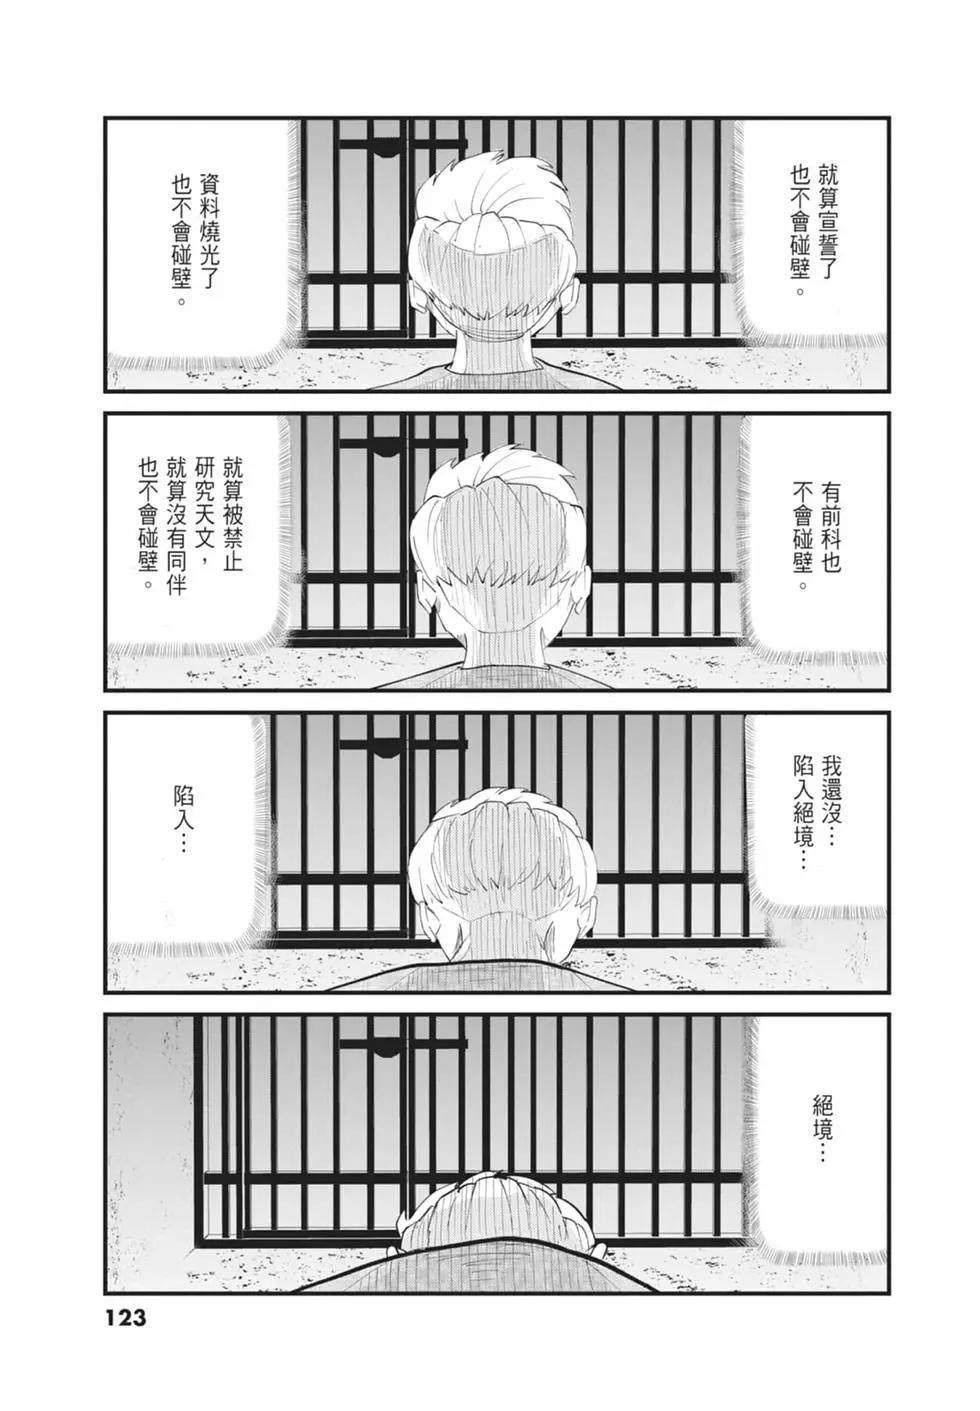 就算宣誓了
也不會碰壁。
資料燒光了
也不會碰壁。
有前科也
不會碰壁。
就算被禁止
研究天文，
就算沒有同伴
也不會碰壁。
我還沒…
陷入絕境…
陷入…
絕境…
123